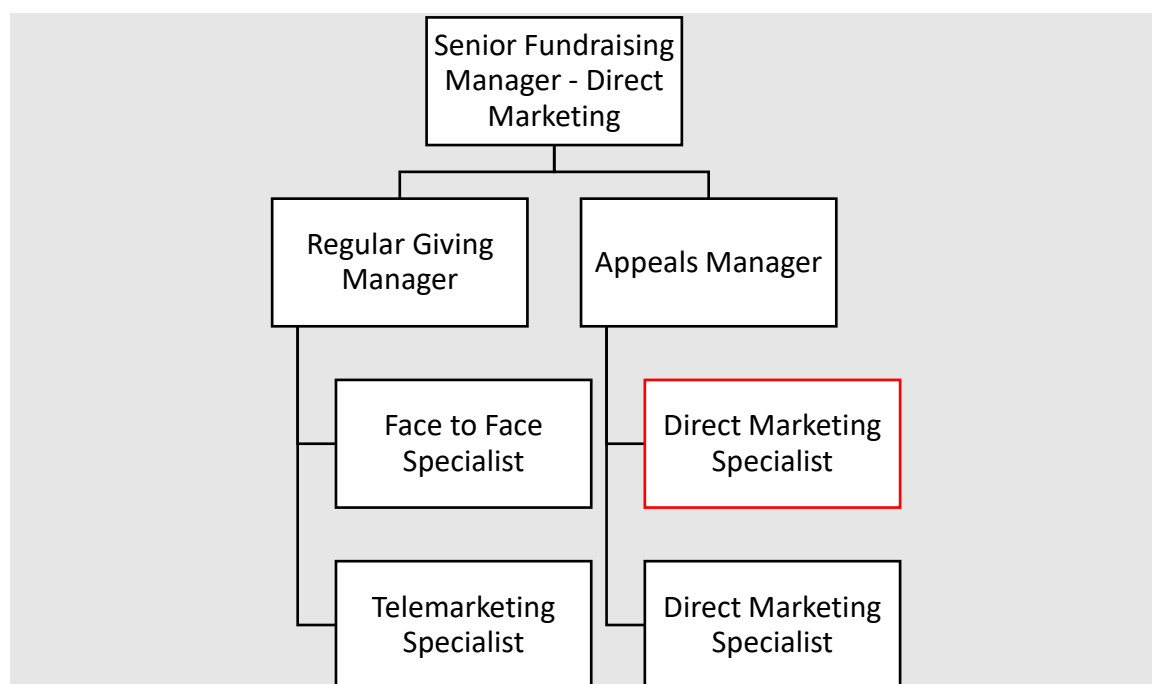 Senior Fundraising
Manager - Direct
Marketing
Regular Giving
Manager
Appeals Manager
Face to Face
Specialist
Direct Marketing
Specialist
Telemarketing
Specialist
Direct Marketing
Specialist